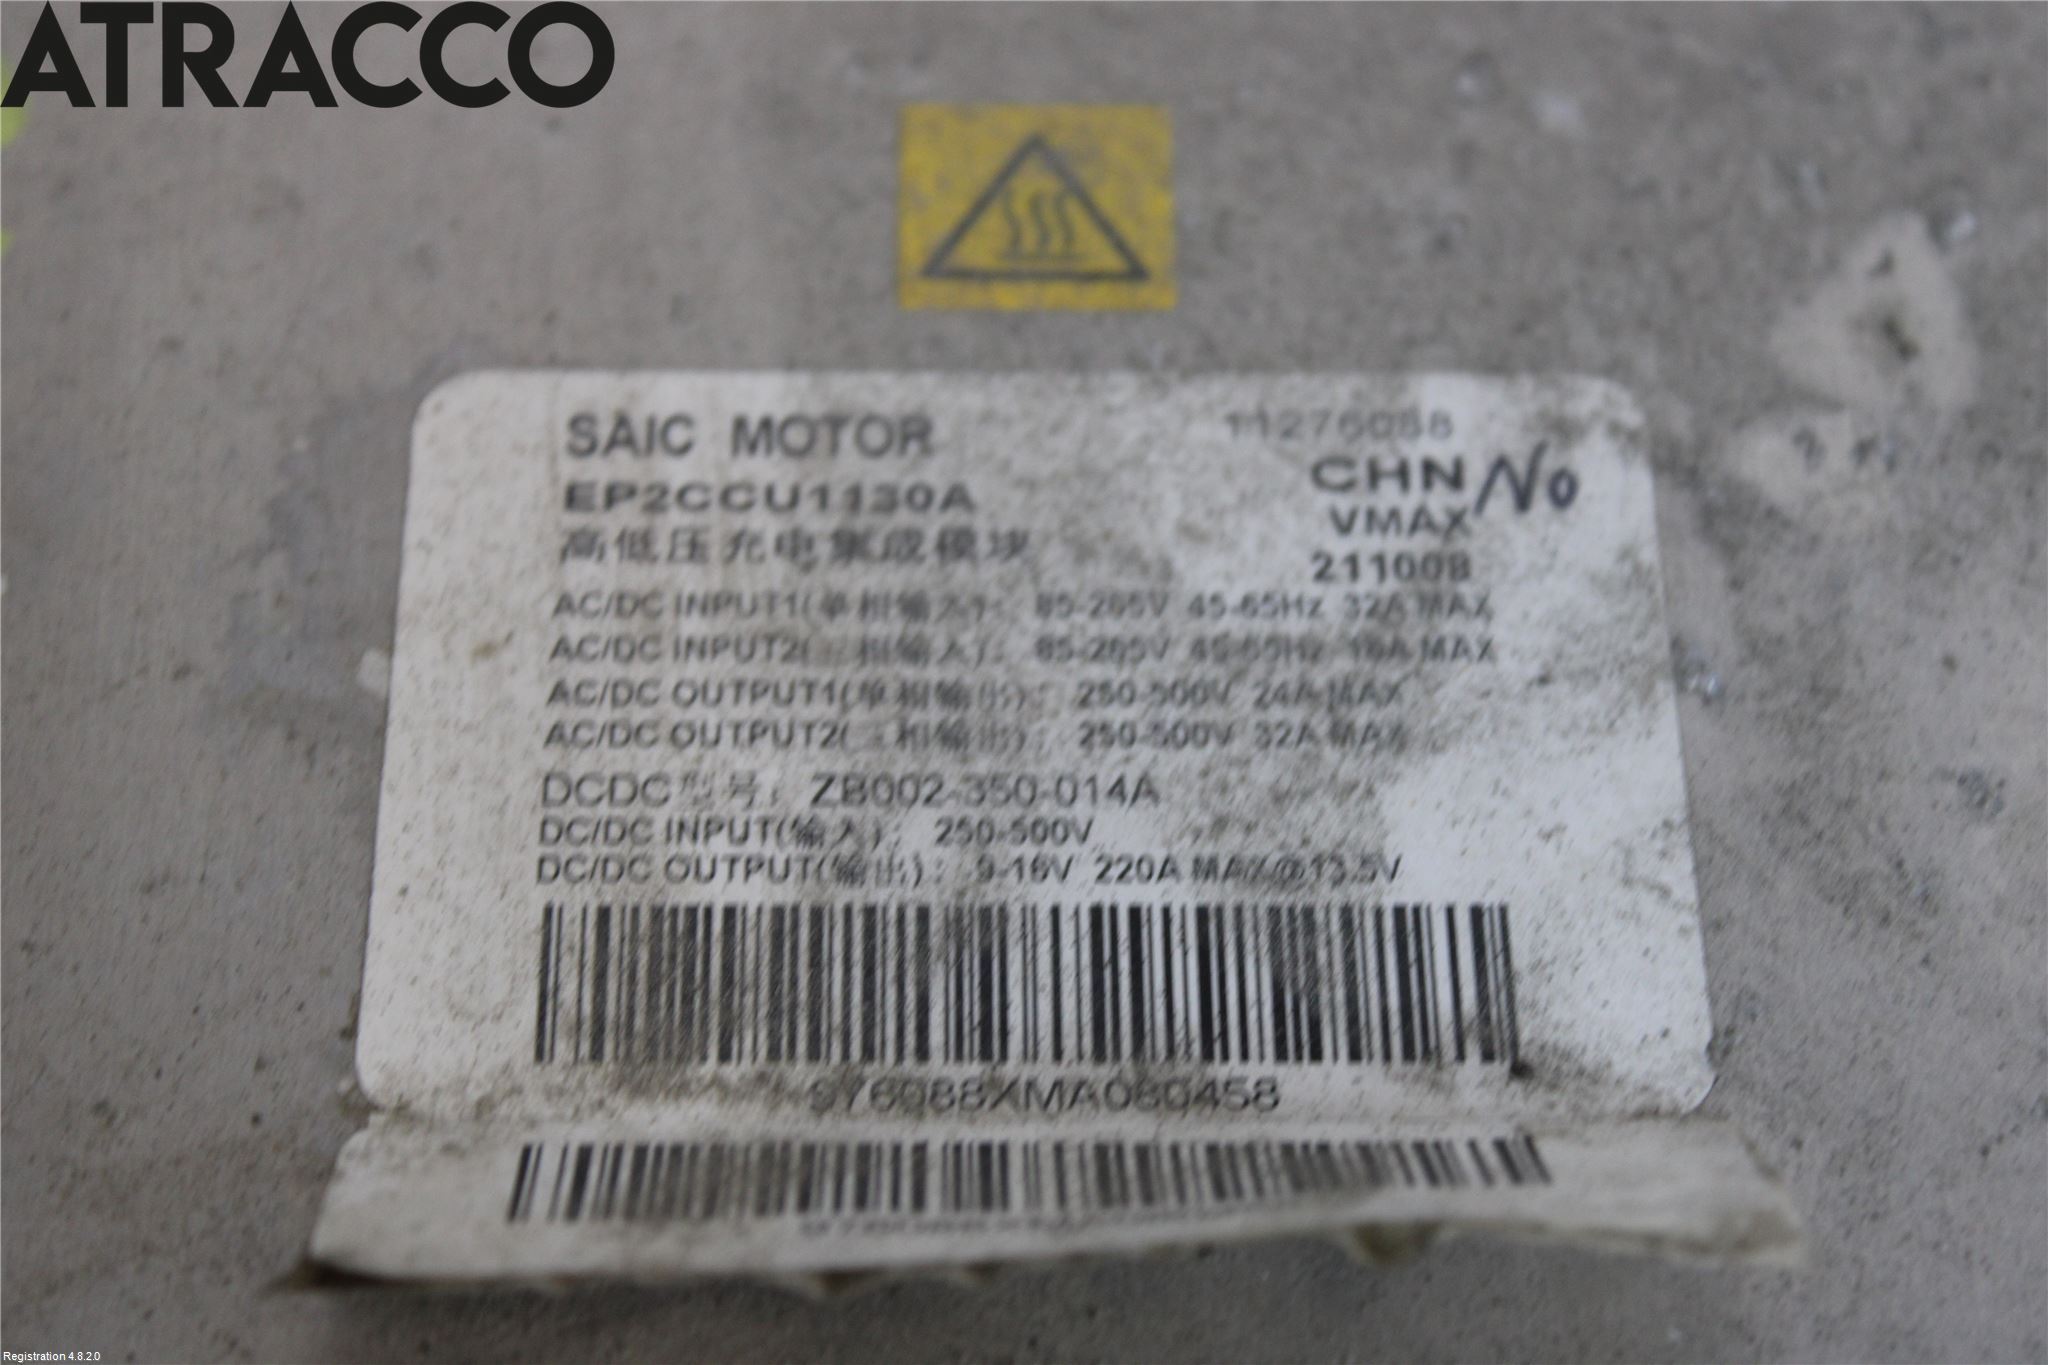 ATRACCO
SAIC MOTOR 11276088
EP2CCU1130A CHN No
高低压充电集成模块 VMAX
211008
AC/DC INPUT1(单相输入): 85-265V 45-65Hz 32A MAX
AC/DC INPUT2(三相输入): 85-265V 45-65Hz 16A MAX
AC/DC OUTPUT1(单相输出): 250-500V 24A MAX
AC/DC OUTPUT2(三相输出): 250-500V 32A MAX
DCDC型号: ZB002-350-014A
DC/DC INPUT(输入): 250-500V
DC/DC OUTPUT(输出): 9-16V 220A MAX@13.5V
976088XMA080458
Registration 4.8.2.0